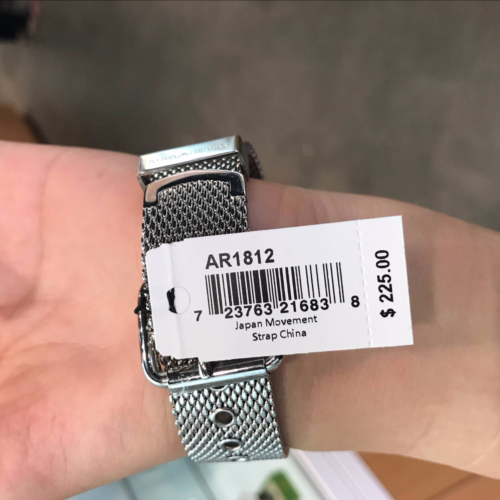 AR1812
7 23763 21683 8
Japan Movement
Strap China
$ 225.00